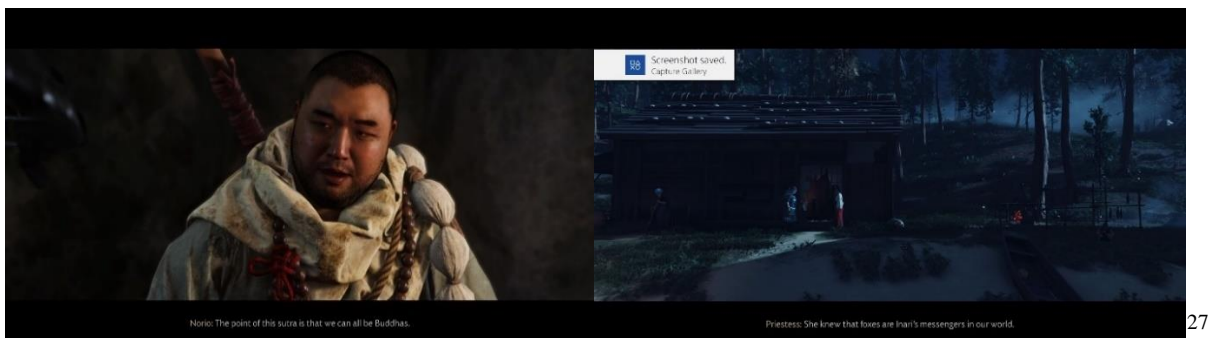 Screenshot saved.
Capture Gallery
Norio: The point of this sutra is that we can all be Buddhas.
Priestess: She knew that foxes are Inari's messengers in our world.
27